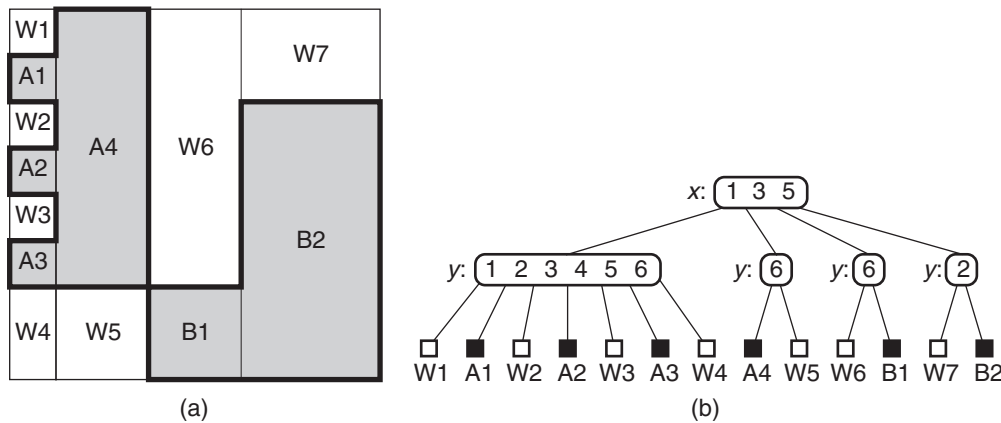 W1
W7
A1
W2
A4
W6
A2
W3
B2
A3
W4 W5 B1
(a)
x: 1 3 5
y: 1 2 3 4 5 6 y: 6 y: 6 y: 2
W1 A1 W2 A2 W3 A3 W4 A4 W5 W6 B1 W7 B2
(b)